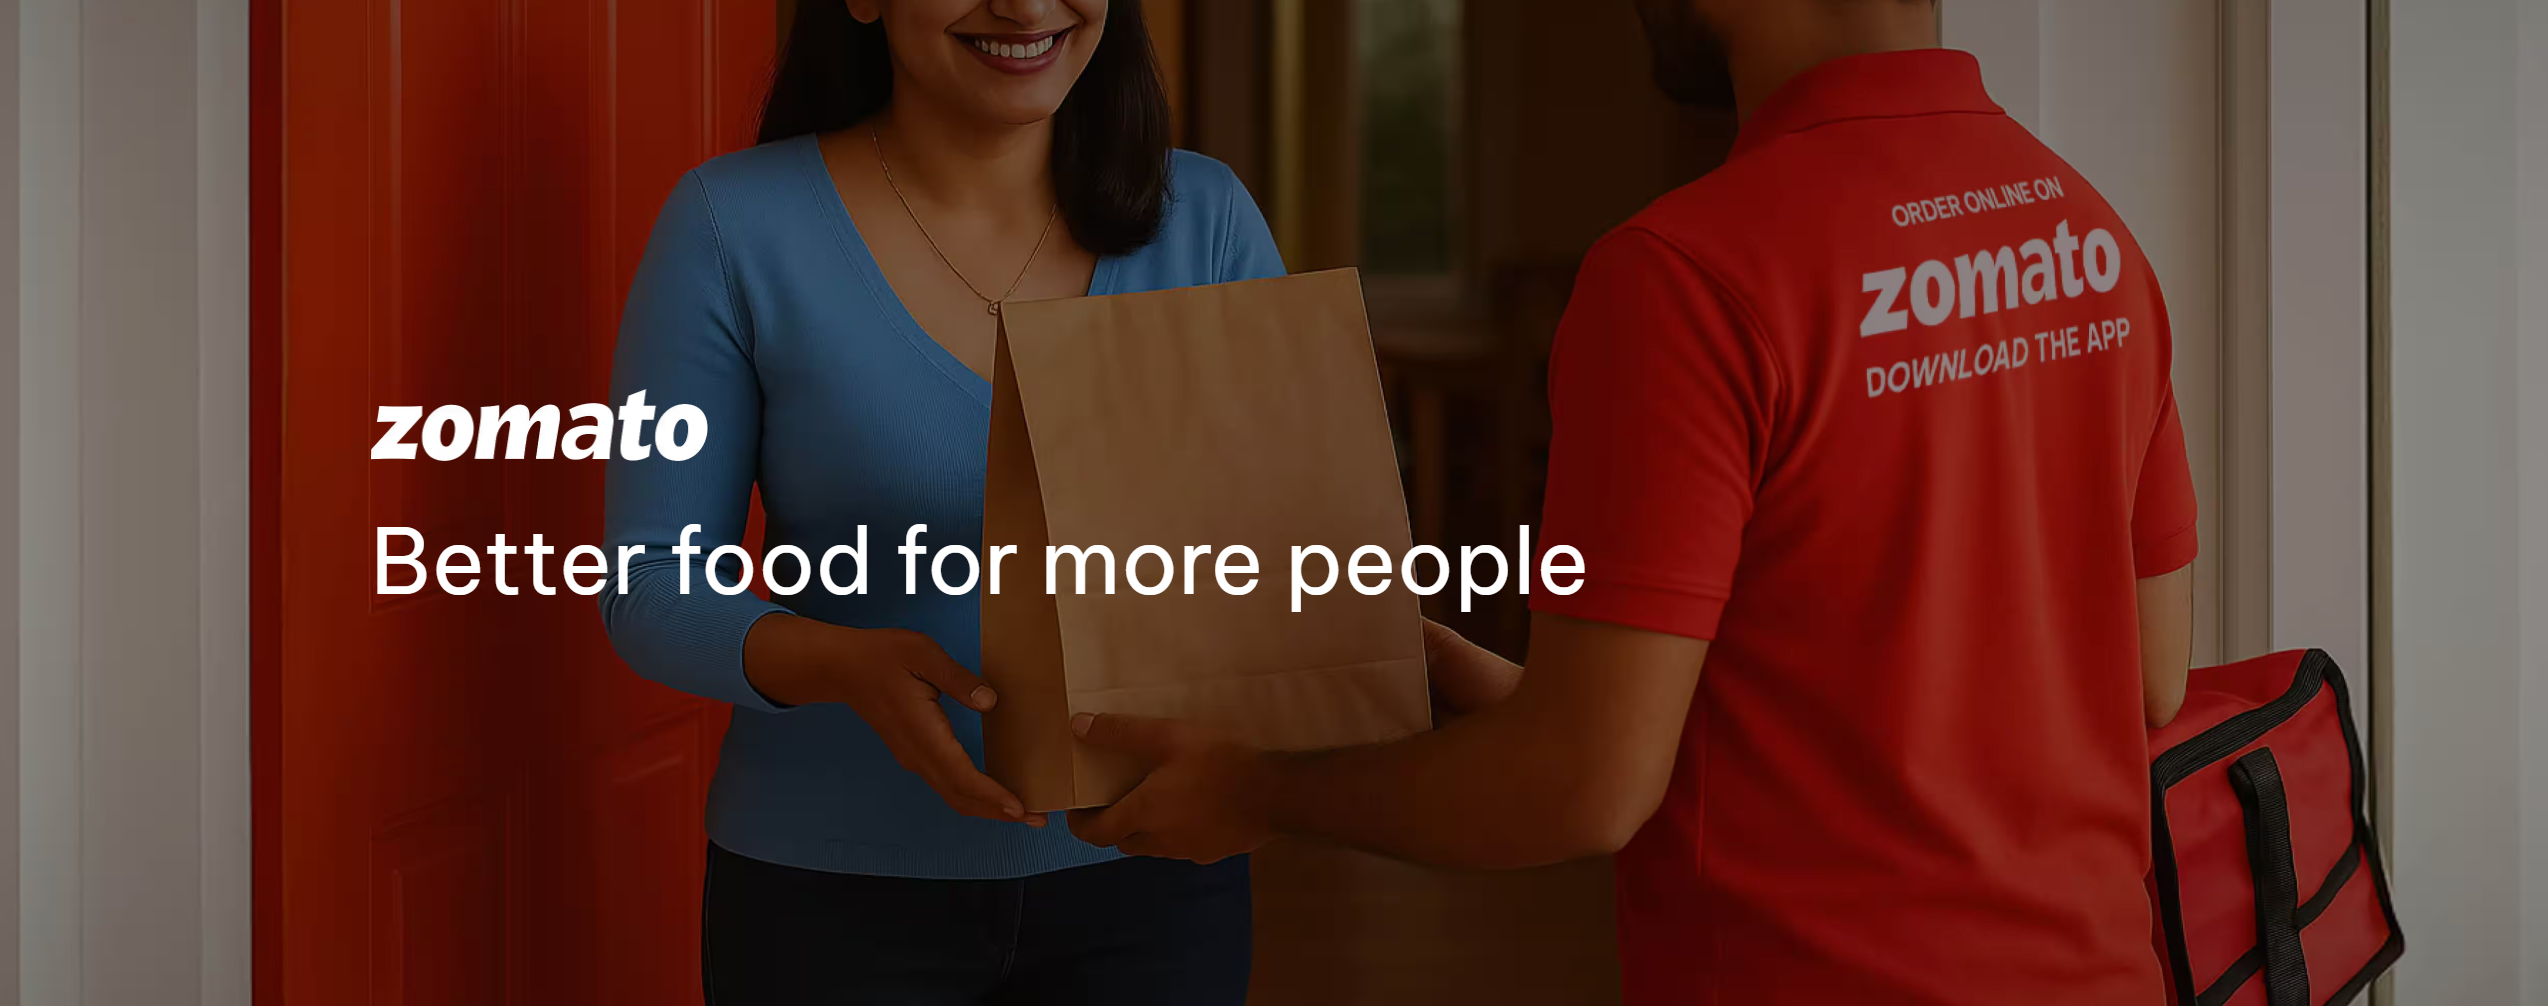 zomato
Better food for more people
ORDER ONLINE ON
zomato
DOWNLOAD THE APP